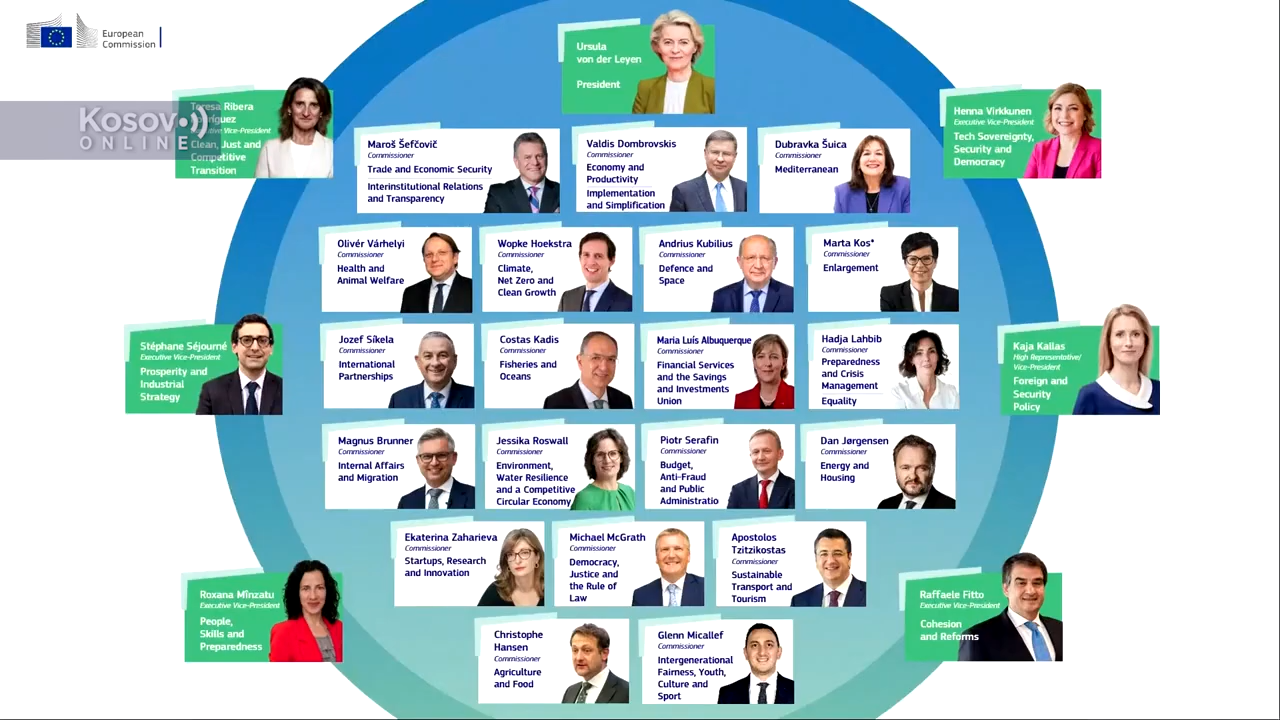 European
Commission
Ursula
von der Leyen
President
Teresa Ribera
Rodríguez
Executive Vice-President
Clean, Just and
Competitive
Transition
Kosovo
ONLINE
Henna Virkkunen
Executive Vice-President
Tech Sovereignty,
Security and
Democracy
Maroš Šefčovič
Commissioner
Trade and Economic Security
Interinstitutional Relations
and Transparency
Valdis Dombrovskis
Commissioner
Economy and
Productivity
Implementation
and Simplification
Dubravka Šuica
Commissioner
Mediterranean
Olivér Várhelyi
Commissioner
Health and
Animal Welfare
Wopke Hoekstra
Commissioner
Climate,
Net Zero and
Clean Growth
Andrius Kubilius
Commissioner
Defence and
Space
Marta Kos*
Commissioner
Enlargement
Stéphane Séjourné
Executive Vice-President
Prosperity and
Industrial
Strategy
Jozef Síkela
Commissioner
International
Partnerships
Costas Kadis
Commissioner
Fisheries and
Oceans
Maria Luís Albuquerque
Commissioner
Financial Services
and the Savings
and Investments
Union
Hadja Lahbib
Commissioner
Preparedness
and Crisis
Management
Equality
Kaja Kallas
High Representative/
Vice-President
Foreign and
Security
Policy
Magnus Brunner
Commissioner
Internal Affairs
and Migration
Jessika Roswall
Commissioner
Environment,
Water Resilience
and a Competitive
Circular Economy
Piotr Serafin
Commissioner
Budget,
Anti-Fraud
and Public
Administratio
Dan Jørgensen
Commissioner
Energy and
Housing
Ekaterina Zaharieva
Commissioner
Startups, Research
and Innovation
Michael McGrath
Commissioner
Democracy,
Justice and
the Rule of
Law
Apostolos
Tzitzikostas
Commissioner
Sustainable
Transport and
Tourism
Roxana Mînzatu
Executive Vice-President
People,
Skills and
Preparedness
Raffaele Fitto
Executive Vice-President
Cohesion
and Reforms
Christophe
Hansen
Commissioner
Agriculture
and Food
Glenn Micallef
Commissioner
Intergenerational
Fairness, Youth,
Culture and
Sport